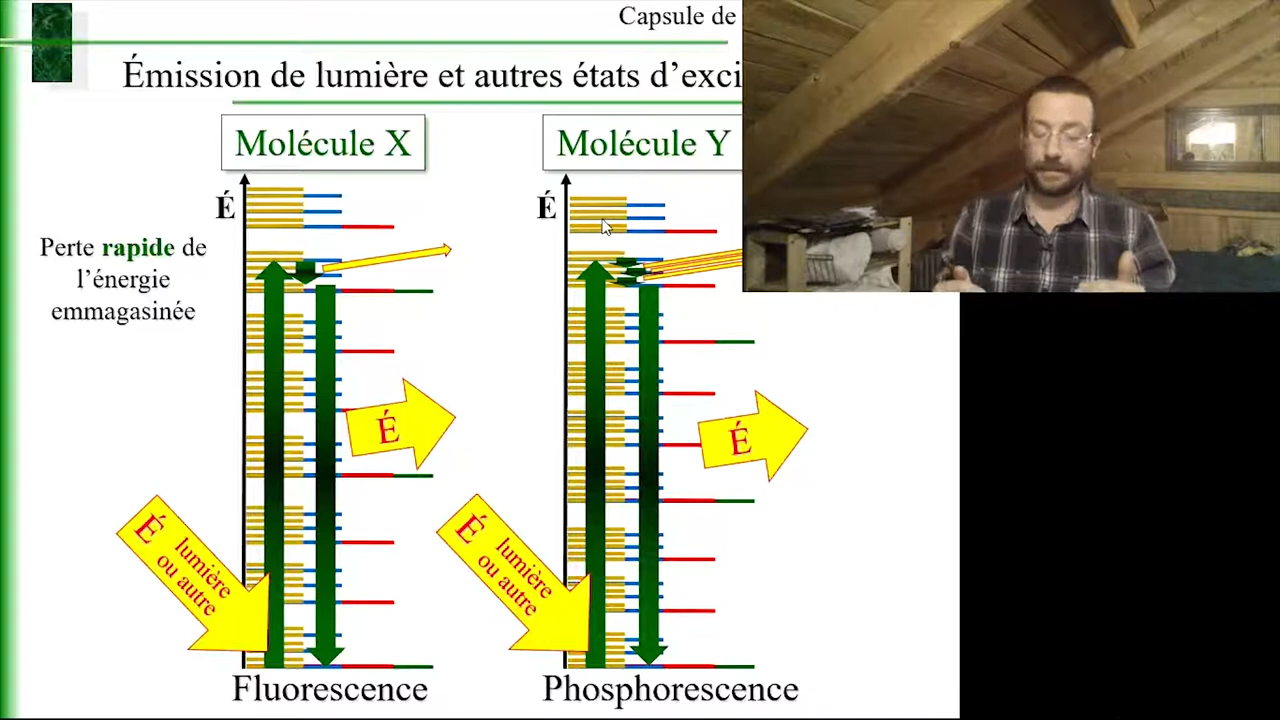 Capsule de
Émission de lumière et autres états d’exci
Molécule X
Molécule Y
É
É
Perte rapide de
l’énergie
emmagasinée
É
É
É lumière
ou autre
É lumière
ou autre
Fluorescence
Phosphorescence